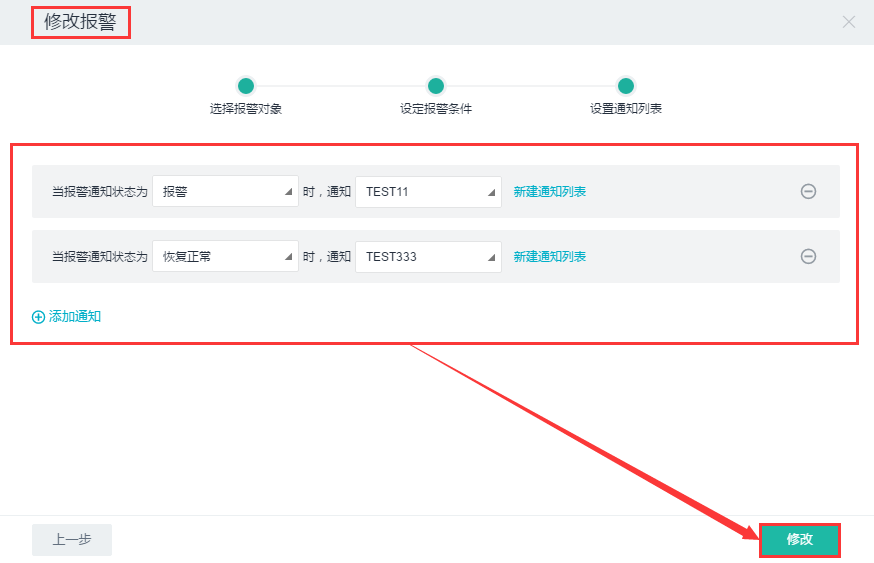 修改报警
选择报警对象 设定报警条件 设置通知列表
当报警通知状态为 报警 时，通知 TEST11 新建通知列表
当报警通知状态为 恢复正常 时，通知 TEST333 新建通知列表
添加通知
上一步 修改